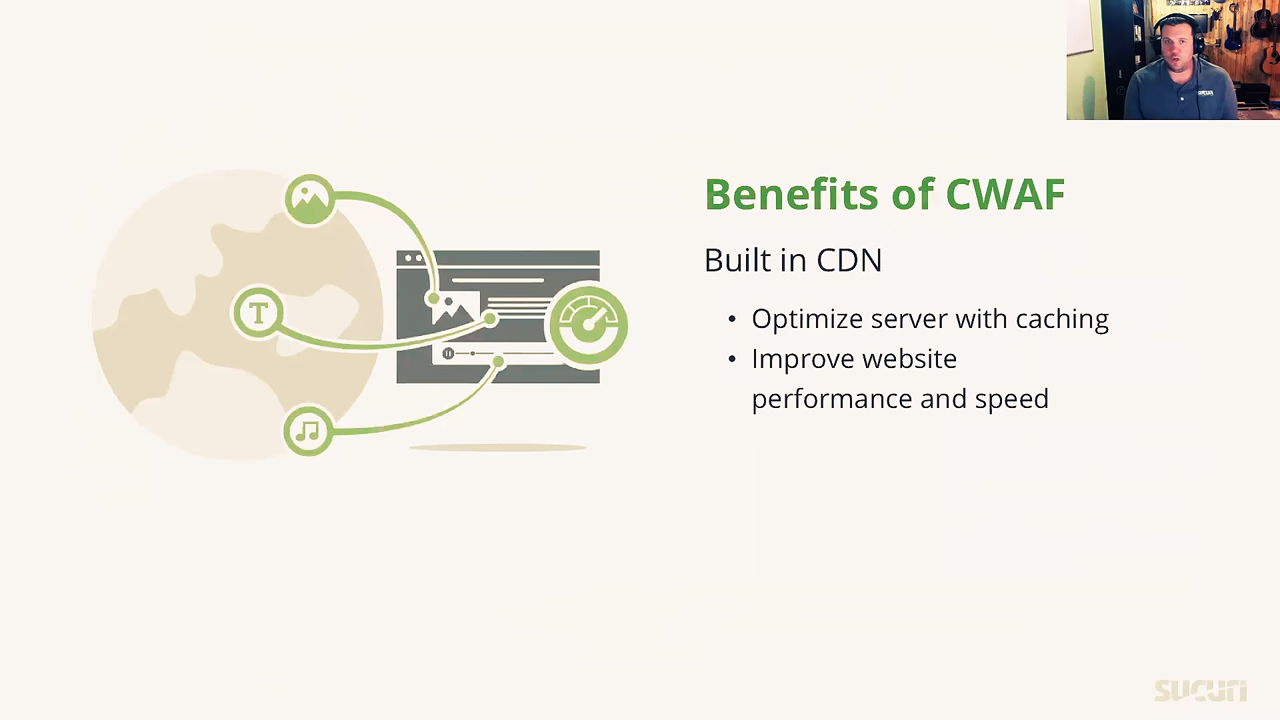 Benefits of CWAF
Built in CDN
• Optimize server with caching
• Improve website
performance and speed
T
sucuri